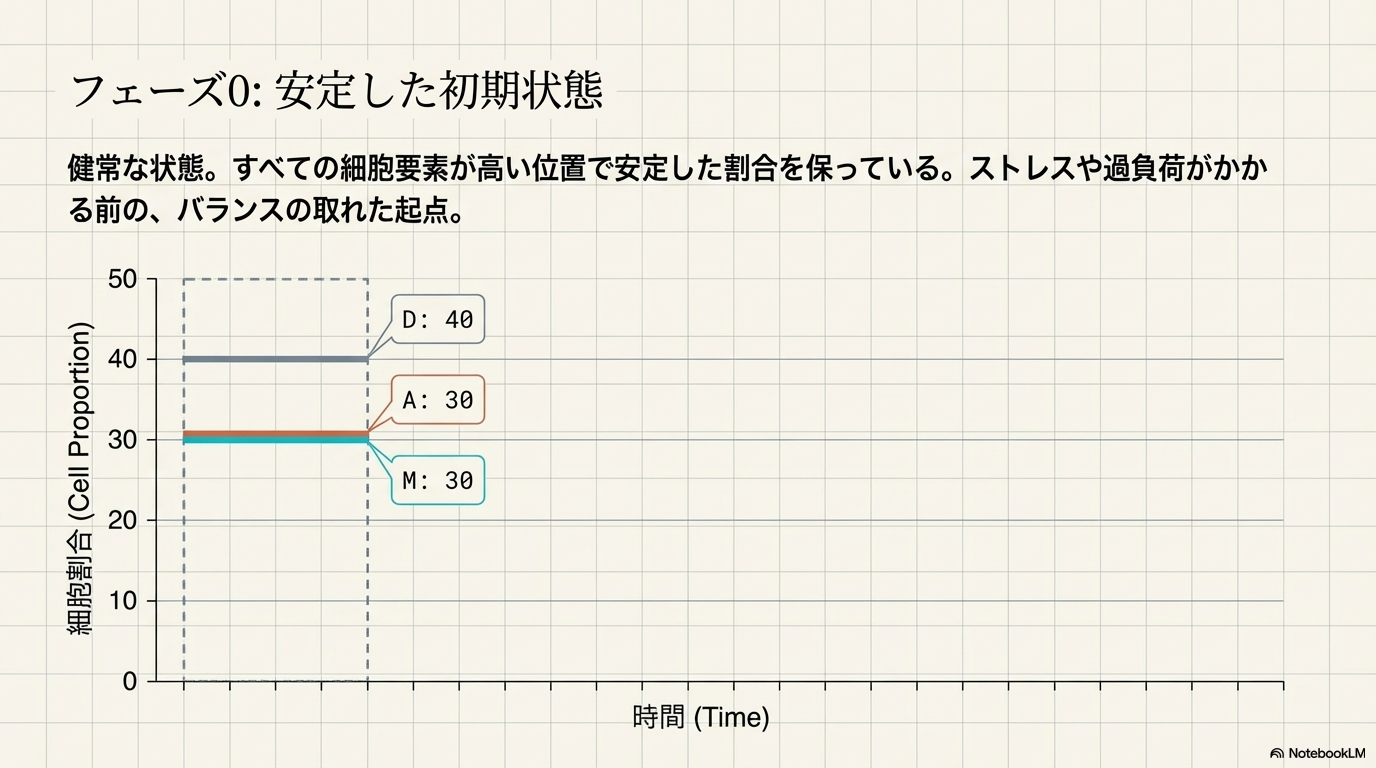 フェーズ0: 安定した初期状態
健常な状態。すべての細胞要素が高い位置で安定した割合を保っている。ストレスや過負荷がかか
る前の、バランスの取れた起点。
細胞割合 (Cell Proportion)
50
40
30
20
10
0
D: 40
A: 30
M: 30
時間 (Time)
NotebookLM